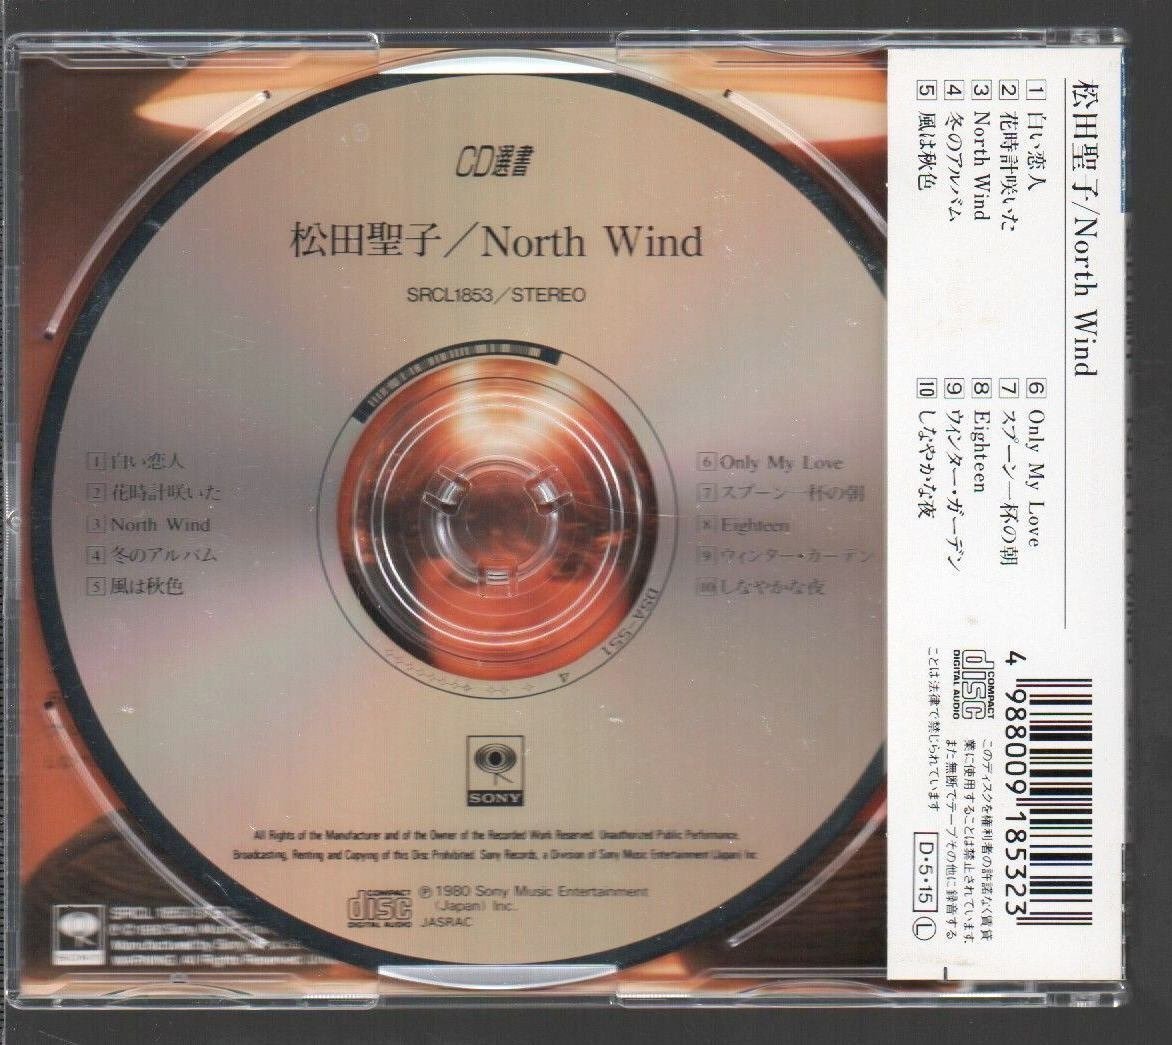 CD選書
松田聖子／North Wind
SRCL1853／STEREO
1 白い恋人
2 花時計咲いた
3 North Wind
4 冬のアルバム
5 風は秋色
6 Only My Love
7 スプーン一杯の朝
8 Eighteen
9 ウィンター・ガーデン
10 しなやかな夜
DSA-551
4
SONY
All Rights of the Manufacturer and of the Owner of the Recorded Work Reserved. Unauthorized Public Performance,
Broadcasting, Renting and Copying of this Disc Prohibited. Sony Records, a Division of Sony Music Entertainment (Japan) Inc.
COMPACT
disc
DIGITAL AUDIO
Ⓟ1980 Sony Music Entertainment
(Japan) Inc.
JASRAC
松田聖子/North Wind
1 白い恋人
2 花時計咲いた
3 North Wind
4 冬のアルバム
5 風は秋色
6 Only My Love
7 スプーン一杯の朝
8 Eighteen
9 ウィンター・ガーデン
10 しなやかな夜
4 988009 185323
COMPACT
disc
DIGITAL AUDIO
このディスクを権利者の許諾なく賃貸
業に使用することは禁止されています.
また無断でテープその他に録音する
ことは法律で禁じられています
D・5・15 Ⓛ